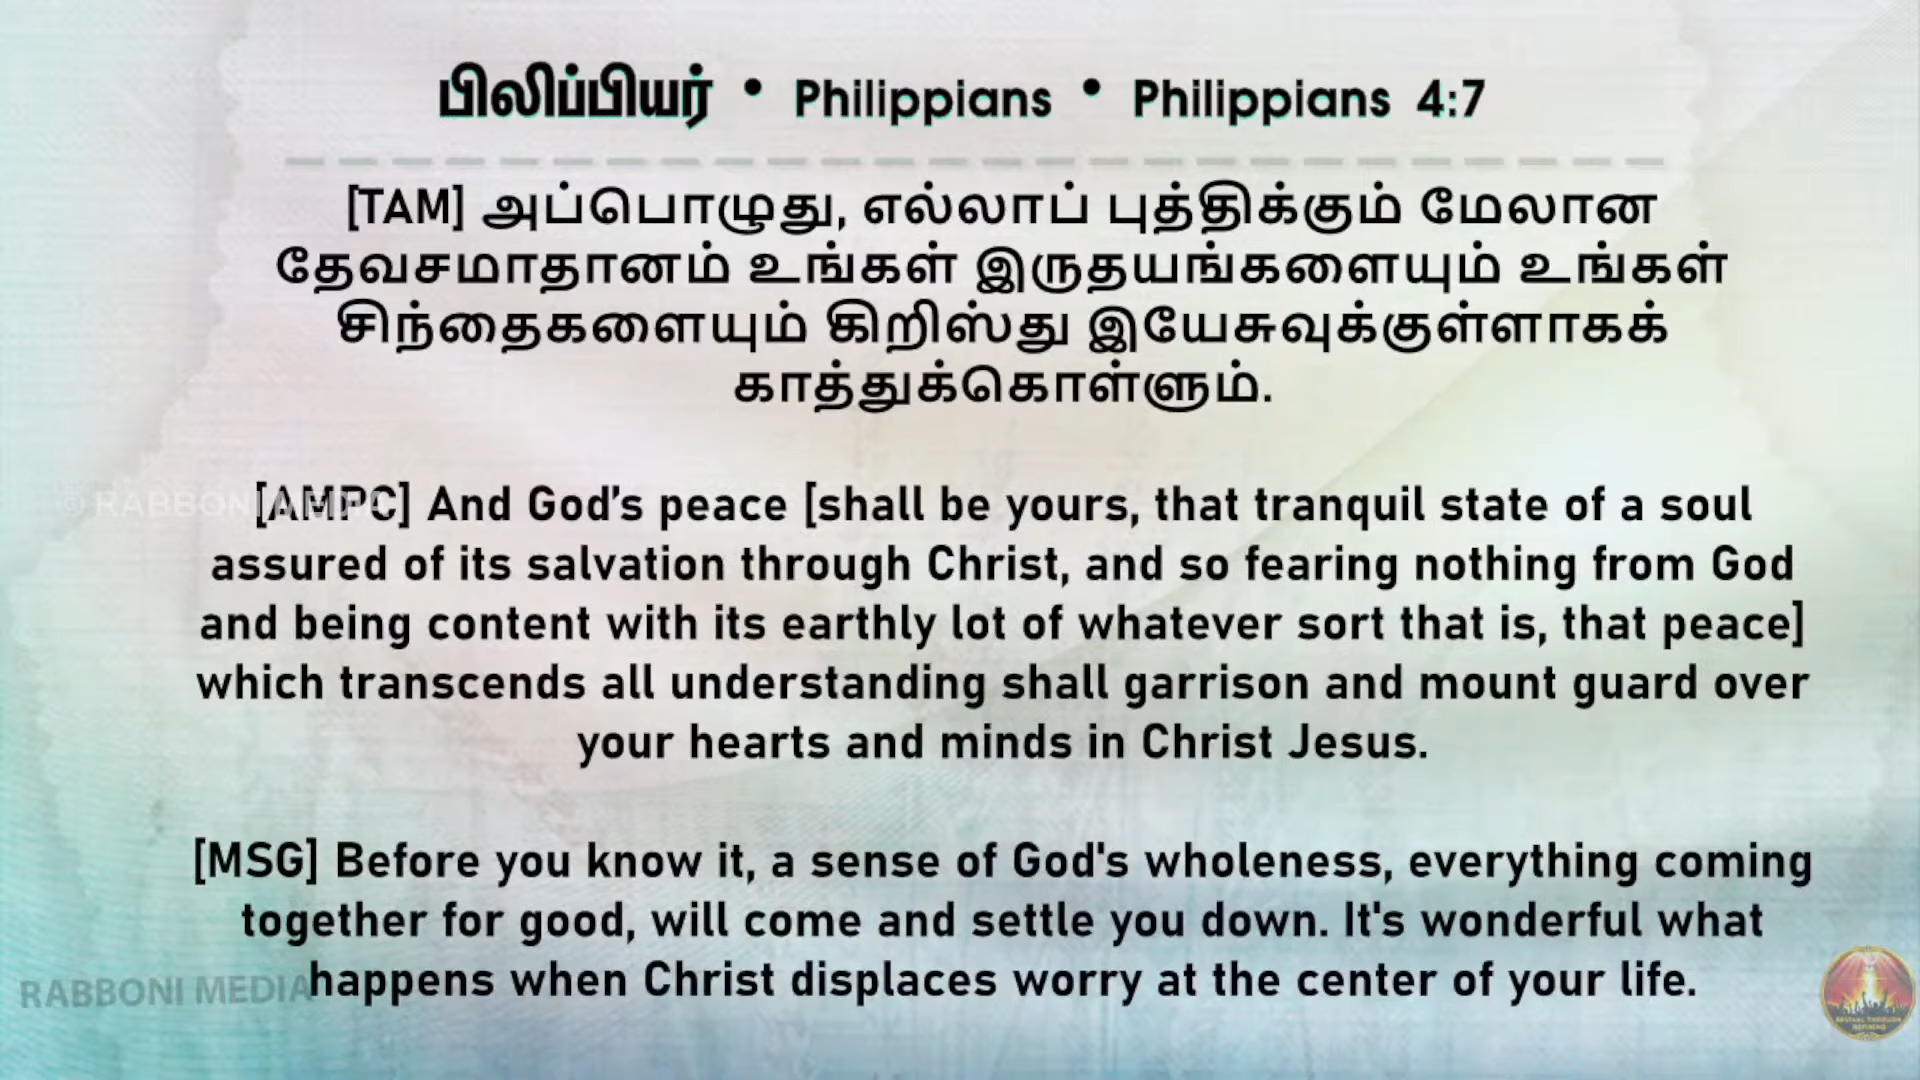 பிலிப்பியர் • Philippians • Philippians 4:7
[TAM] அப்பொழுது, எல்லாப் புத்திக்கும் மேலான
தேவசமாதானம் உங்கள் இருதயங்களையும் உங்கள்
சிந்தைகளையும் கிறிஸ்து இயேசுவுக்குள்ளாகக்
காத்துக்கொள்ளும்.
© RABBONI MEDIA
[AMPC] And God’s peace [shall be yours, that tranquil state of a soul
assured of its salvation through Christ, and so fearing nothing from God
and being content with its earthly lot of whatever sort that is, that peace]
which transcends all understanding shall garrison and mount guard over
your hearts and minds in Christ Jesus.
[MSG] Before you know it, a sense of God's wholeness, everything coming
together for good, will come and settle you down. It's wonderful what
happens when Christ displaces worry at the center of your life.
RABBONI MEDIA
REVIVAL THROUGH
REFINING